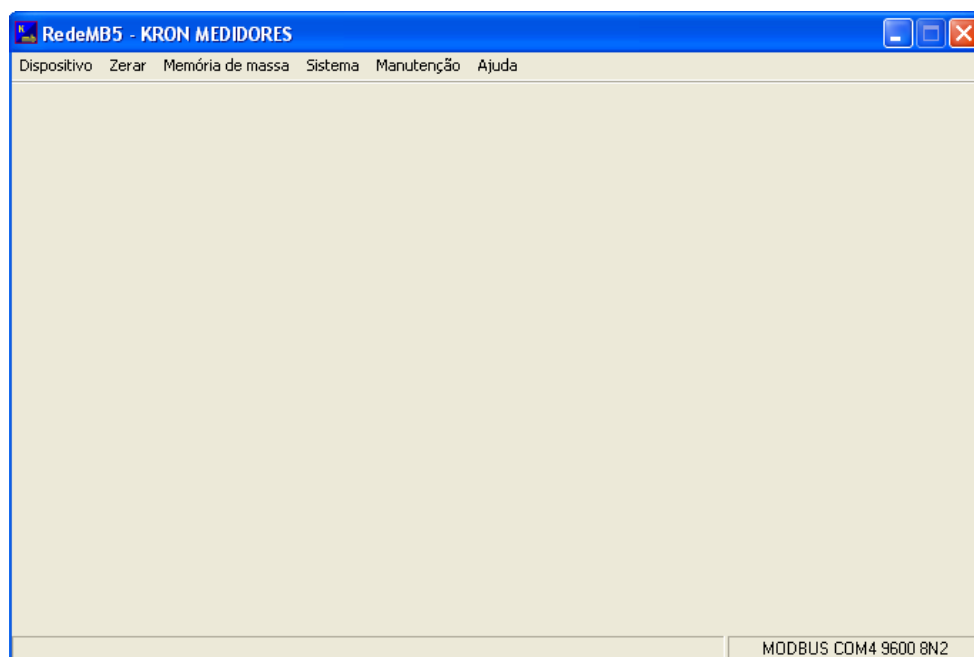 RedeMB5 - KRON MEDIDORES
Dispositivo Zerar Memória de massa Sistema Manutenção Ajuda
MODBUS COM4 9600 8N2